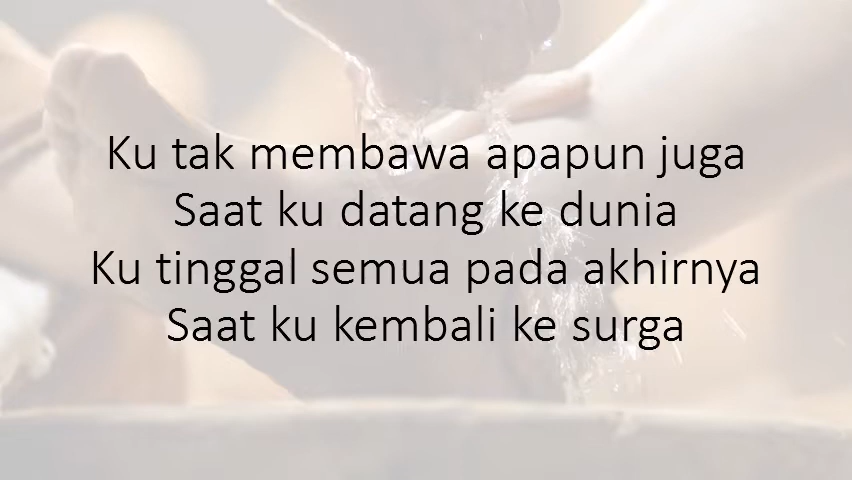 Ku tak membawa apapun juga
Saat ku datang ke dunia
Ku tinggal semua pada akhirnya
Saat ku kembali ke surga